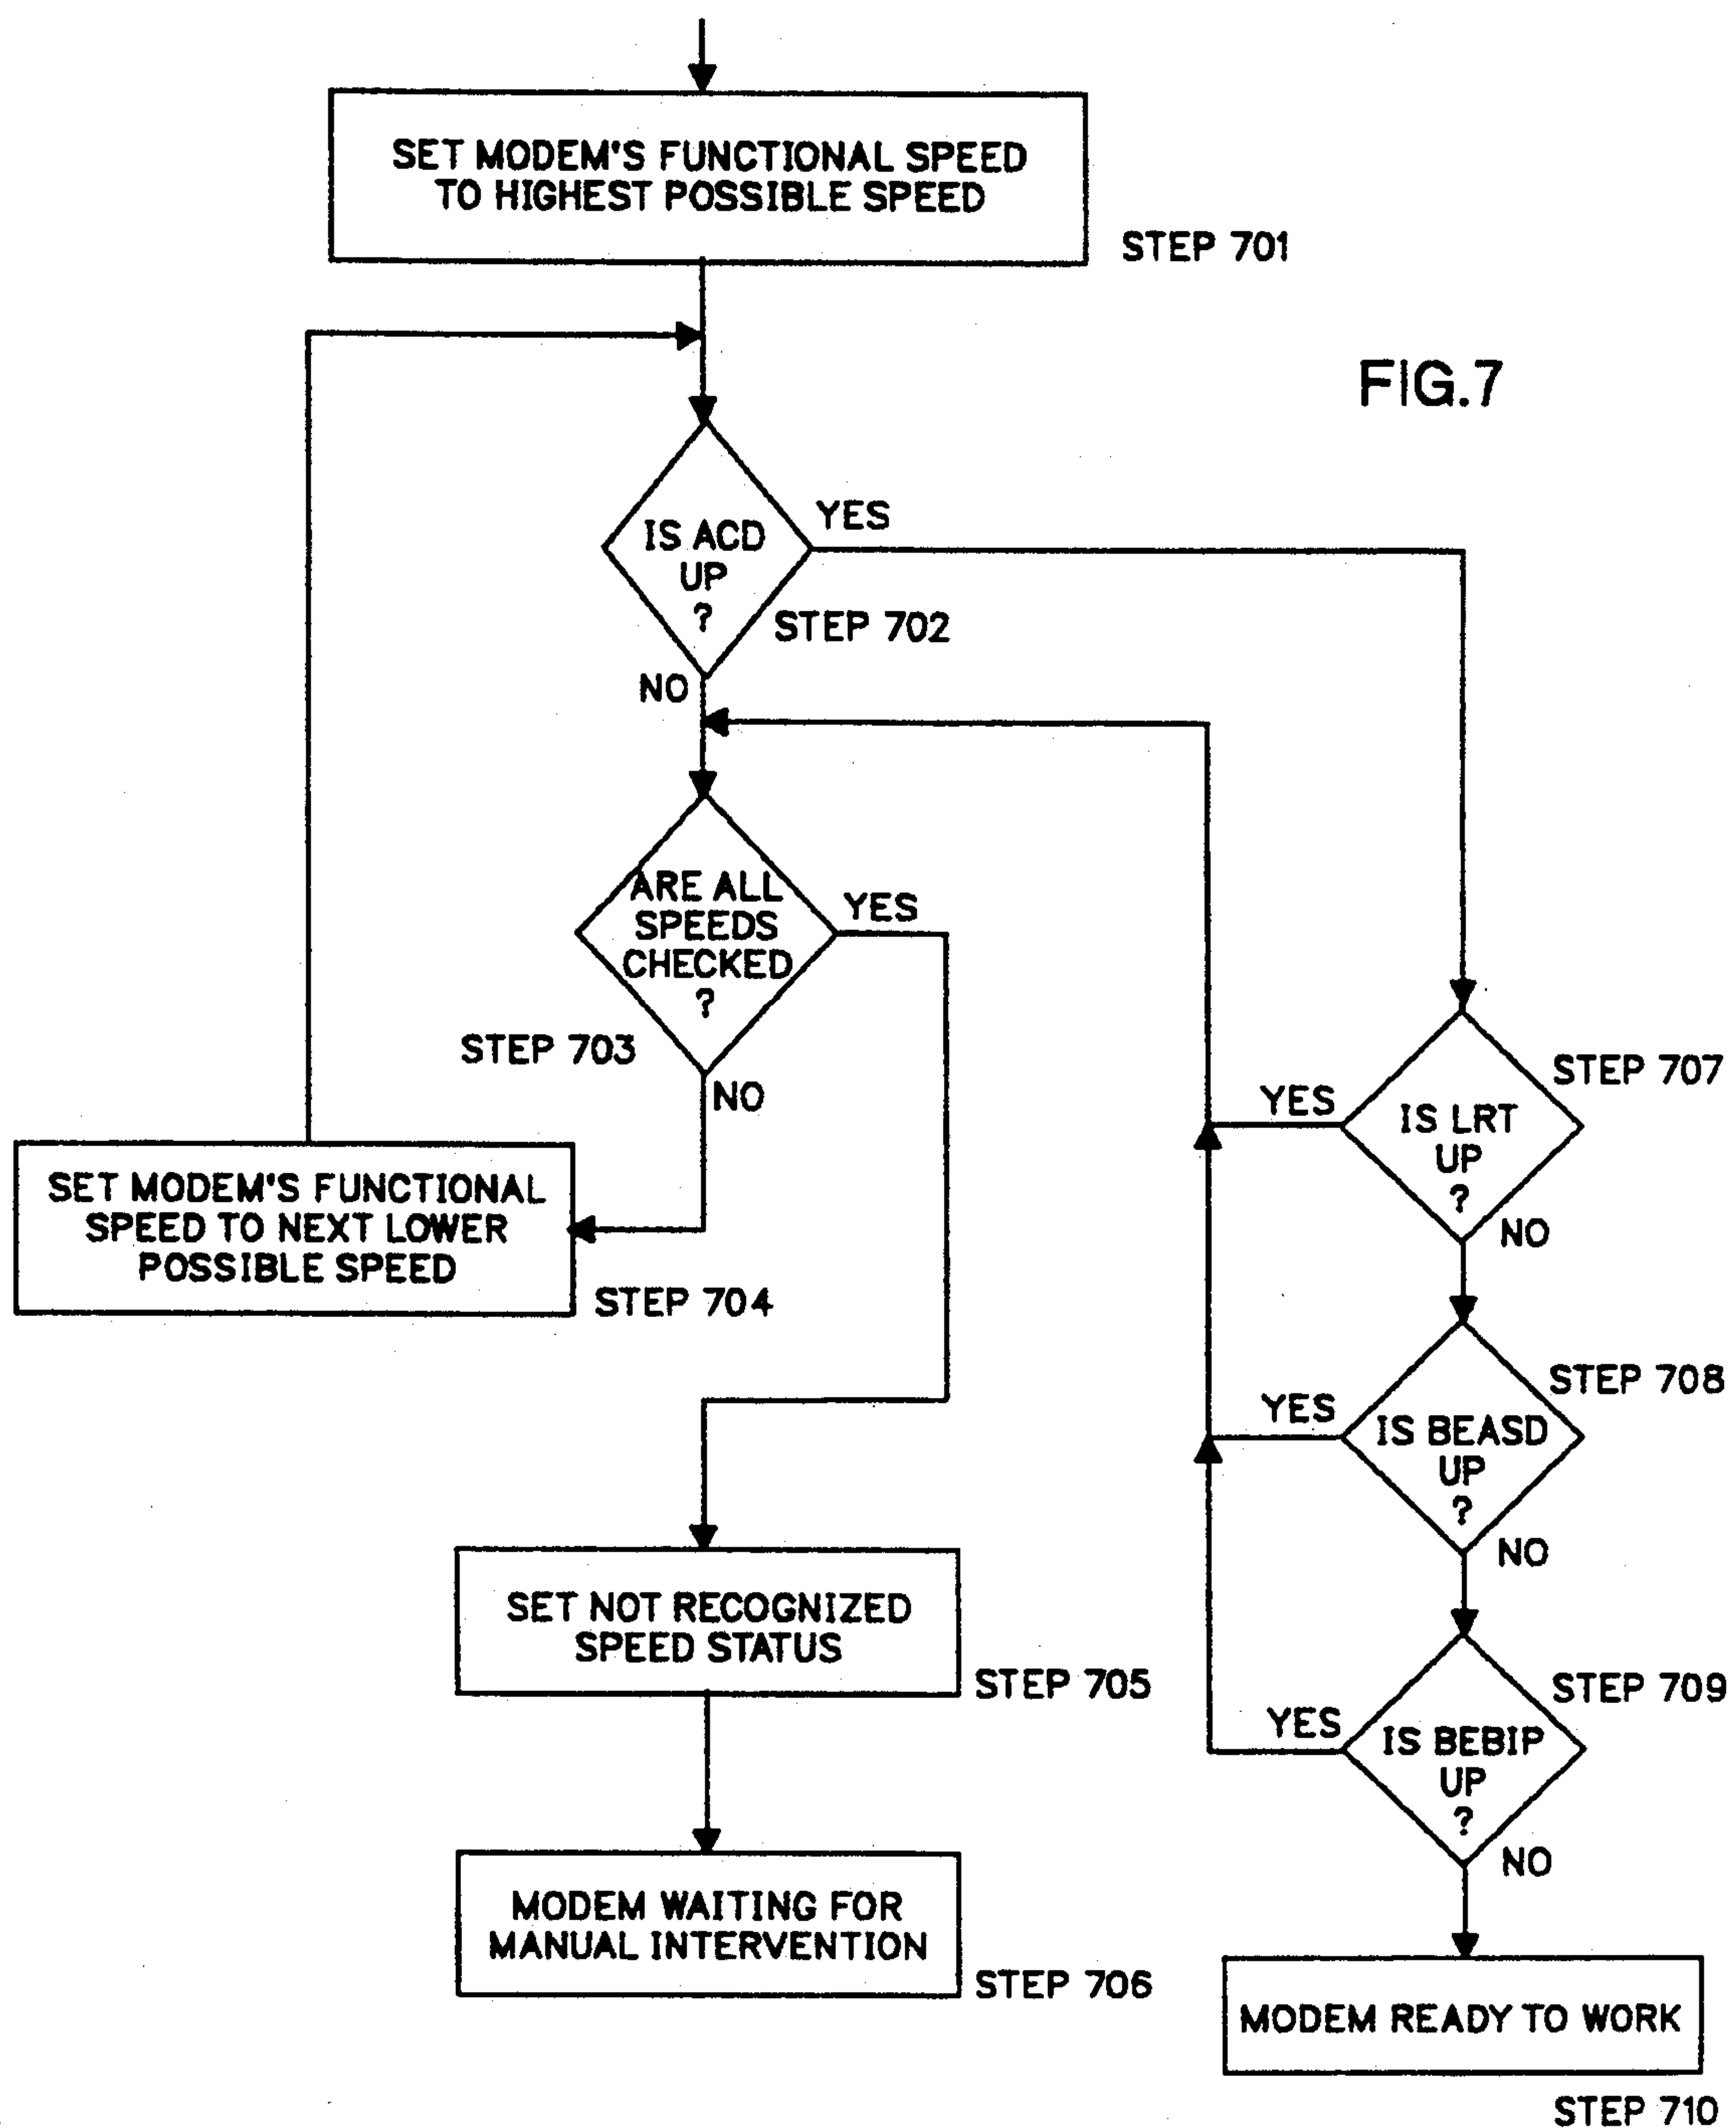 SET MODEM'S FUNCTIONAL SPEED
TO HIGHEST POSSIBLE SPEED
STEP 701
FIG.7
YES
IS ACD
UP
?
STEP 702
NO
ARE ALL
SPEEDS
CHECKED
?
YES
STEP 703
NO
STEP 707
YES
IS LRT
UP
?
NO
SET MODEM'S FUNCTIONAL
SPEED TO NEXT LOWER
POSSIBLE SPEED
STEP 704
STEP 708
YES
IS BEASD
UP
?
NO
SET NOT RECOGNIZED
SPEED STATUS
STEP 705
STEP 709
YES
IS BEBIP
UP
?
NO
MODEM WAITING FOR
MANUAL INTERVENTION
STEP 706
MODEM READY TO WORK
STEP 710